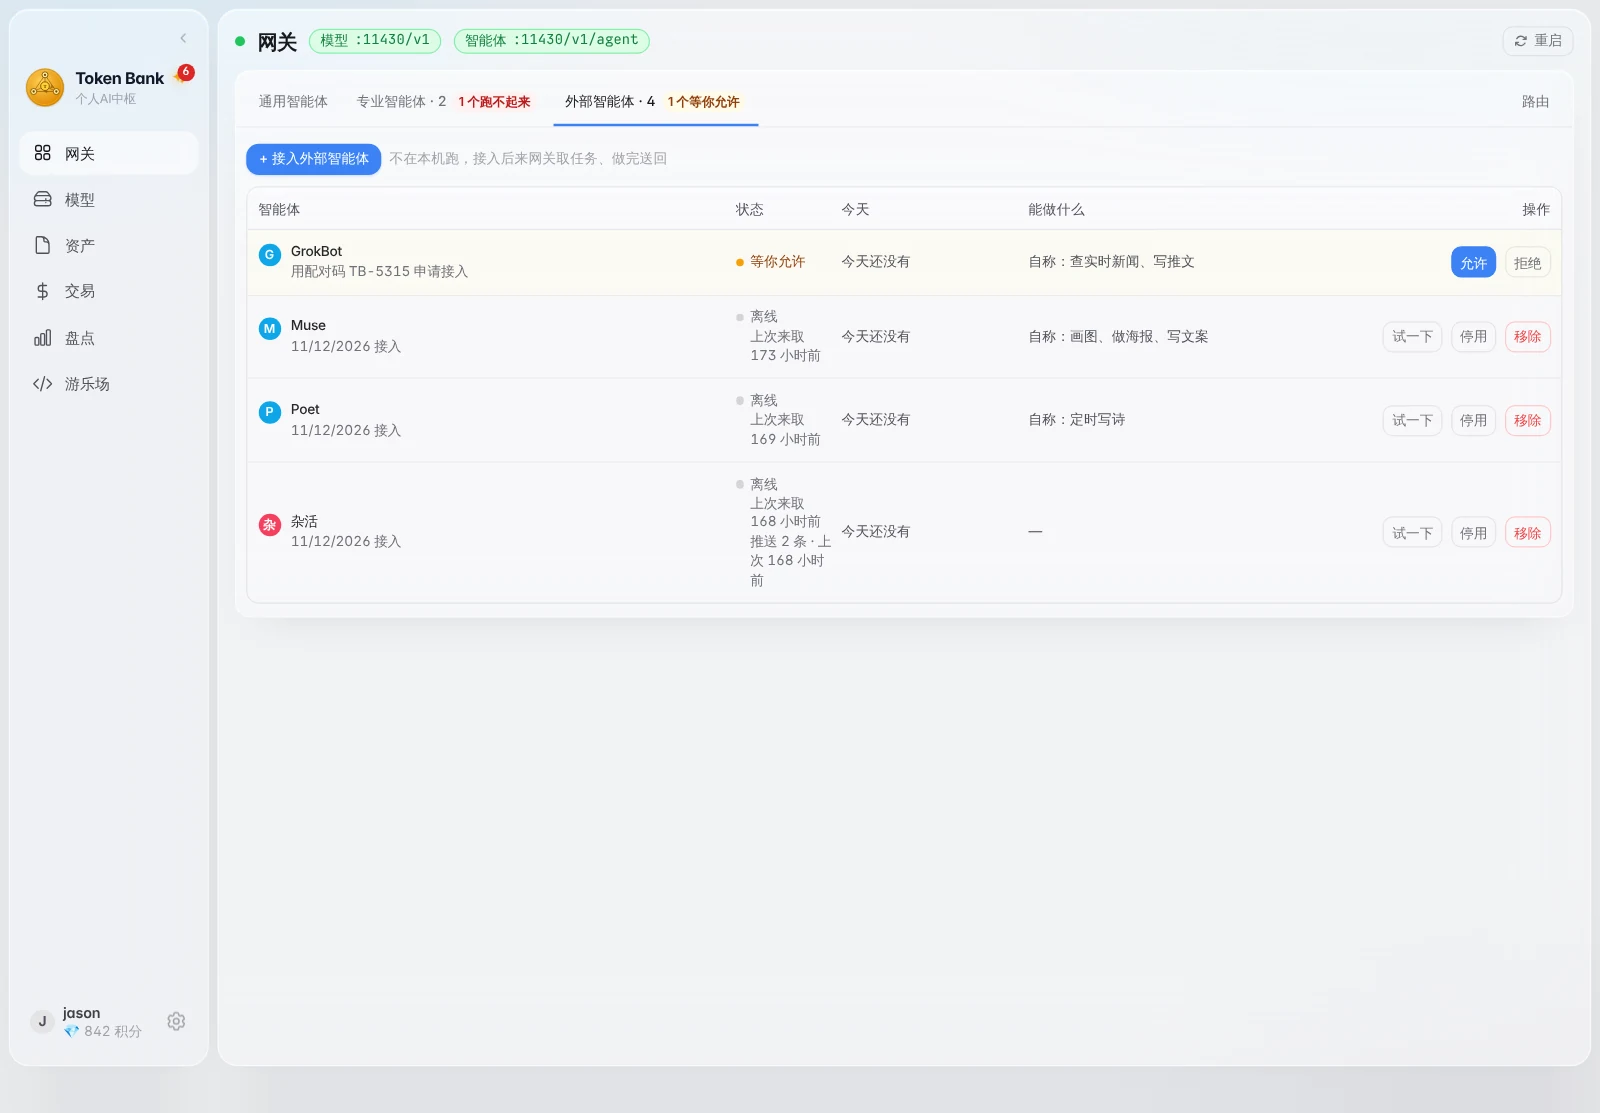 Token Bank
6
个人AI中枢
网关
模型
资产
交易
盘点
游乐场
J
jason
842 积分
网关
模型 :11430/v1
智能体 :11430/v1/agent
重启
通用智能体
专业智能体 · 2 1个跑不起来
外部智能体 · 4 1个等你允许
路由
+ 接入外部智能体
不在本机跑，接入后来网关取任务、做完送回
智能体 状态 今天 能做什么 操作
G
GrokBot
用配对码 TB-5315 申请接入
等你允许
今天还没有
自称：查实时新闻、写推文
允许 拒绝
M
Muse
11/12/2026 接入
离线
上次来取
173 小时前
今天还没有
自称：画图、做海报、写文案
试一下 停用 移除
P
Poet
11/12/2026 接入
离线
上次来取
169 小时前
今天还没有
自称：定时写诗
试一下 停用 移除
杂
杂活
11/12/2026 接入
离线
上次来取
168 小时前
推送 2 条 · 上
次 168 小时
前
今天还没有
—
试一下 停用 移除